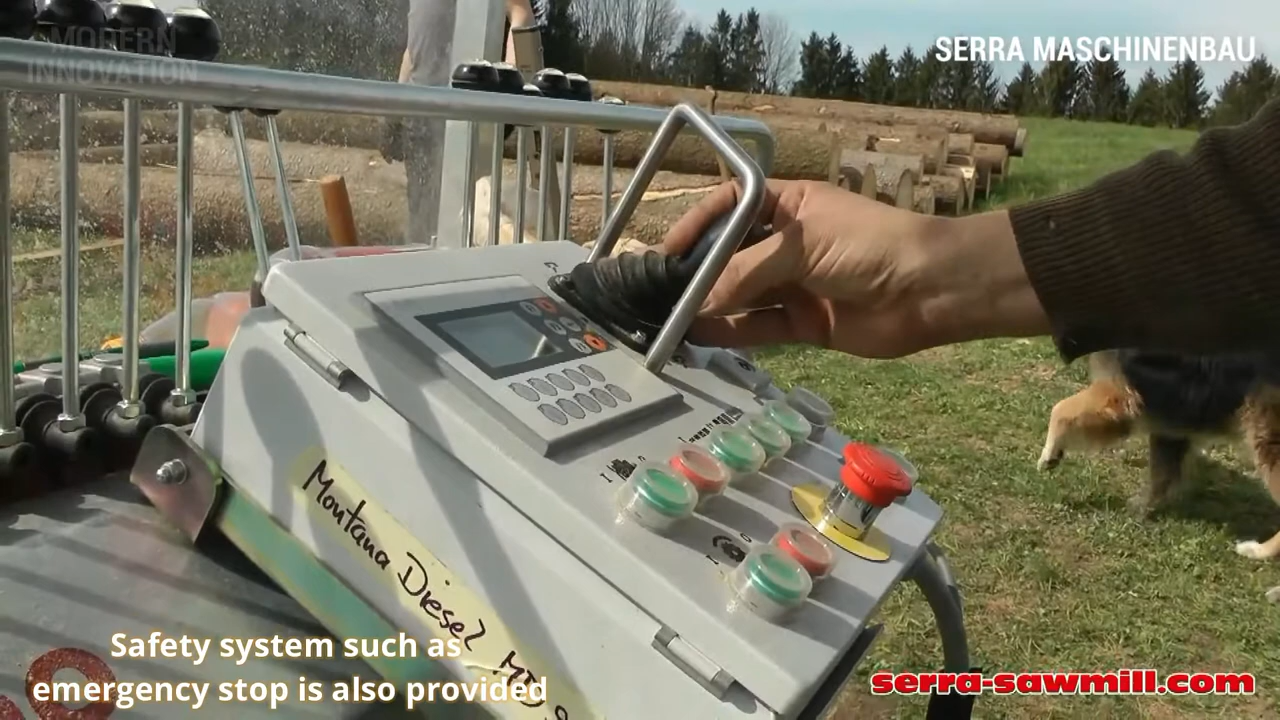 MODERN
INNOVATION
SERRA MASCHINENBAU
Montana Diesel
Safety system such as
emergency stop is also provided
serra-sawmill.com